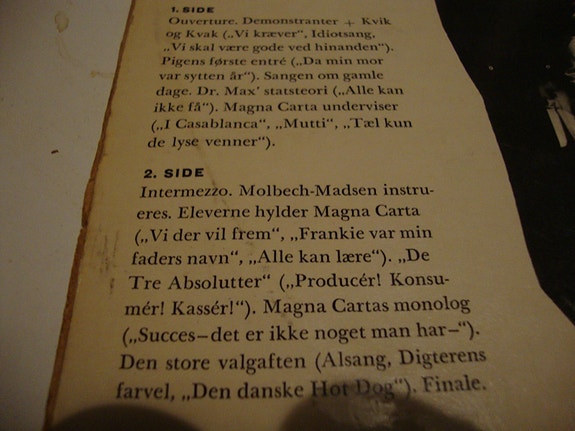 1. SIDE
Ouverture. Demonstranter + Kvik
og Kvak („Vi kræver“, Idiotsang,
„Vi skal være gode ved hinanden“).
Pigens første entré („Da min mor
var sytten år“). Sangen om gamle
dage. Dr. Max’ statsteori („Alle kan
ikke få“). Magna Carta underviser
(„I Casablanca“, „Mutti“, „Tæl kun
de lyse venner“).
2. SIDE
Intermezzo. Molbech-Madsen instru-
eres. Eleverne hylder Magna Carta
(„Vi der vil frem“, „Frankie var min
faders navn“, „Alle kan lære“). „De
Tre Absolutter“ („Producér! Konsu-
mér! Kassér!“). Magna Cartas monolog
(„Succes–det er ikke noget man har–“).
Den store valgaften (Alsang, Digterens
farvel, „Den danske Hot Dog“). Finale.